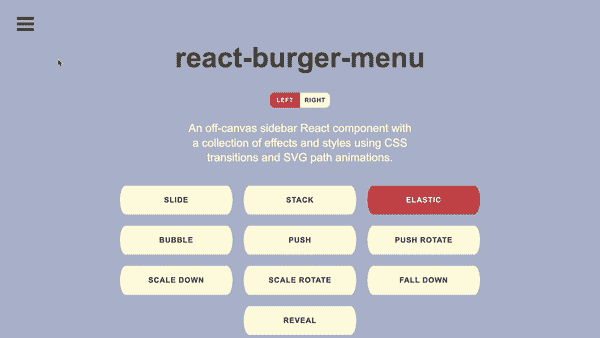 react-burger-menu
LEFT RIGHT
An off-canvas sidebar React component with
a collection of effects and styles using CSS
transitions and SVG path animations.
SLIDE STACK ELASTIC
BUBBLE PUSH PUSH ROTATE
SCALE DOWN SCALE ROTATE FALL DOWN
REVEAL